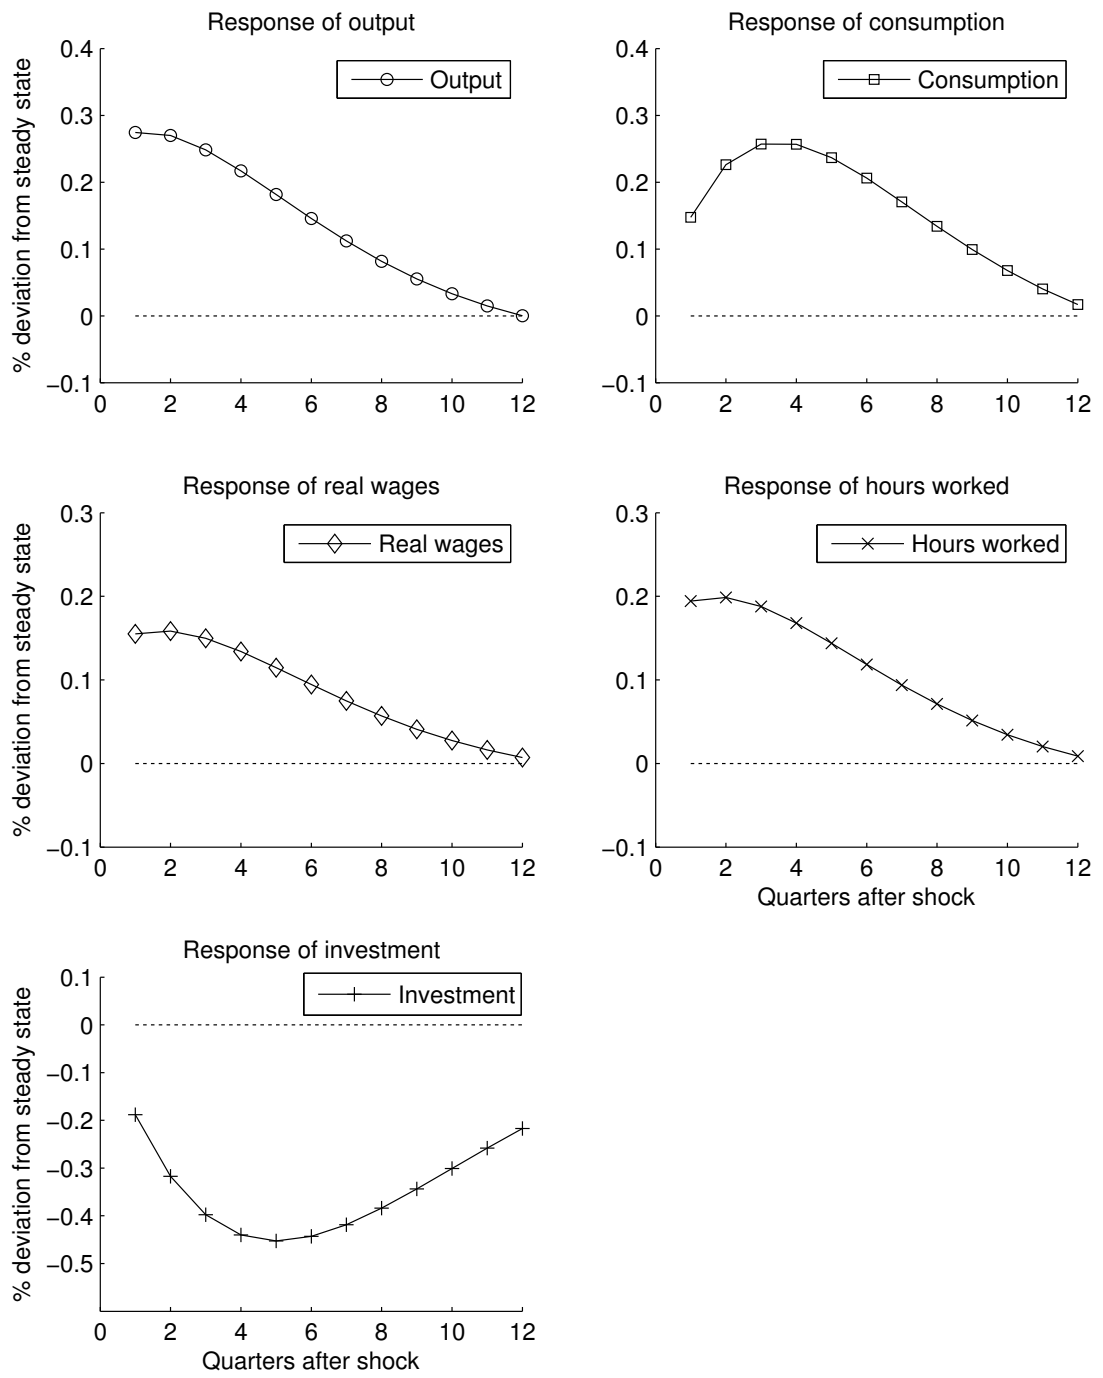 Response of output
Output
% deviation from steady state
0.4
0.3
0.2
0.1
0
−0.1
0 2 4 6 8 10 12
Response of consumption
Consumption
0.4
0.3
0.2
0.1
0
−0.1
0 2 4 6 8 10 12
Response of real wages
Real wages
% deviation from steady state
0.3
0.2
0.1
0
−0.1
0 2 4 6 8 10 12
Response of hours worked
Hours worked
0.3
0.2
0.1
0
−0.1
0 2 4 6 8 10 12
Quarters after shock
Response of investment
Investment
% deviation from steady state
0.1
0
−0.1
−0.2
−0.3
−0.4
−0.5
0 2 4 6 8 10 12
Quarters after shock